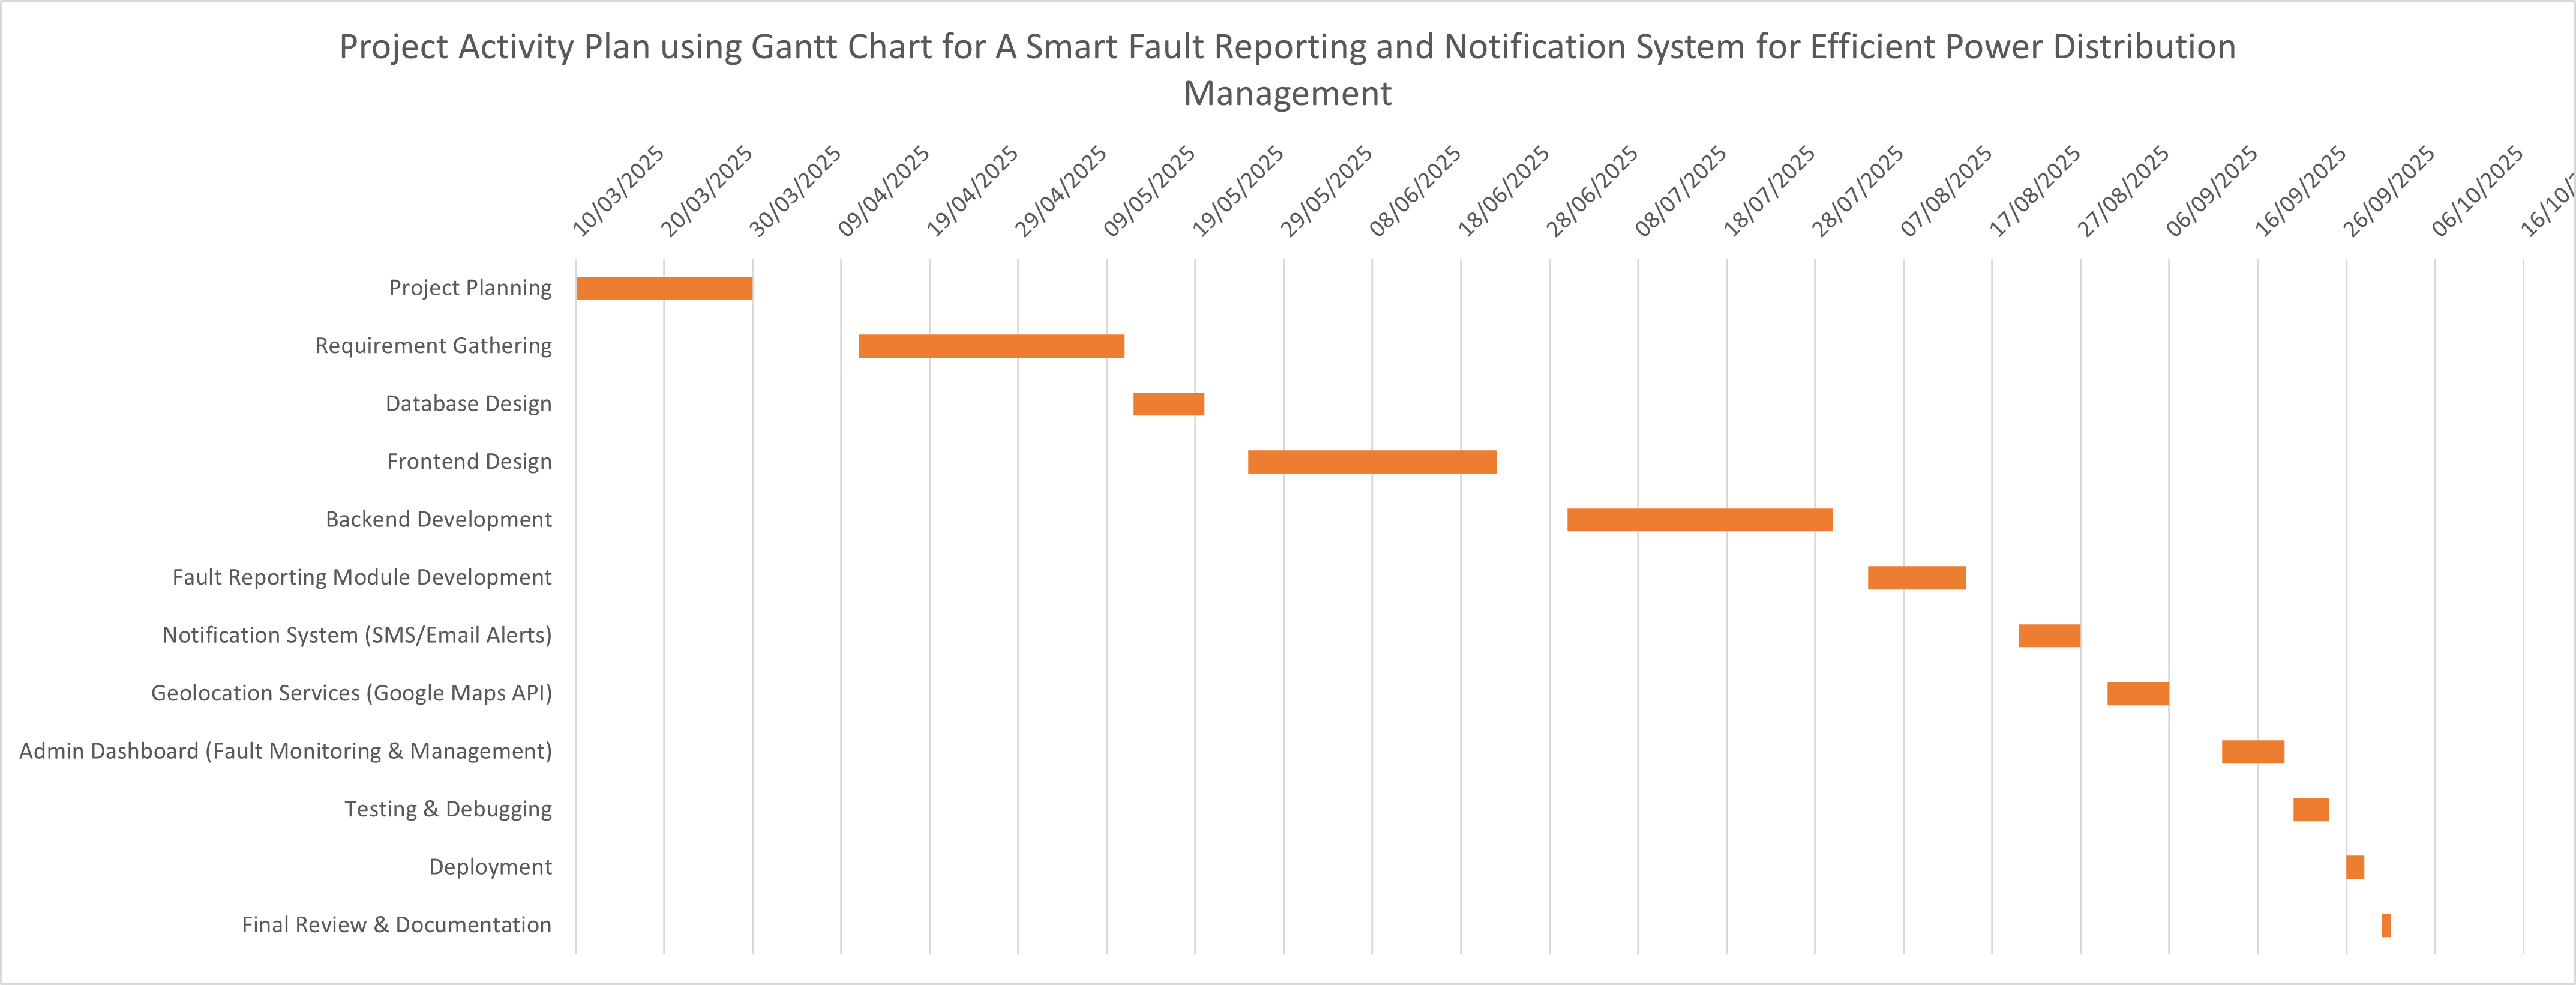 Project Activity Plan using Gantt Chart for A Smart Fault Reporting and Notification System for Efficient Power Distribution
Management
10/03/2025
20/03/2025
30/03/2025
09/04/2025
19/04/2025
29/04/2025
09/05/2025
19/05/2025
29/05/2025
08/06/2025
18/06/2025
28/06/2025
08/07/2025
18/07/2025
28/07/2025
07/08/2025
17/08/2025
27/08/2025
06/09/2025
16/09/2025
26/09/2025
06/10/2025
16/10/
Project Planning
Requirement Gathering
Database Design
Frontend Design
Backend Development
Fault Reporting Module Development
Notification System (SMS/Email Alerts)
Geolocation Services (Google Maps API)
Admin Dashboard (Fault Monitoring & Management)
Testing & Debugging
Deployment
Final Review & Documentation